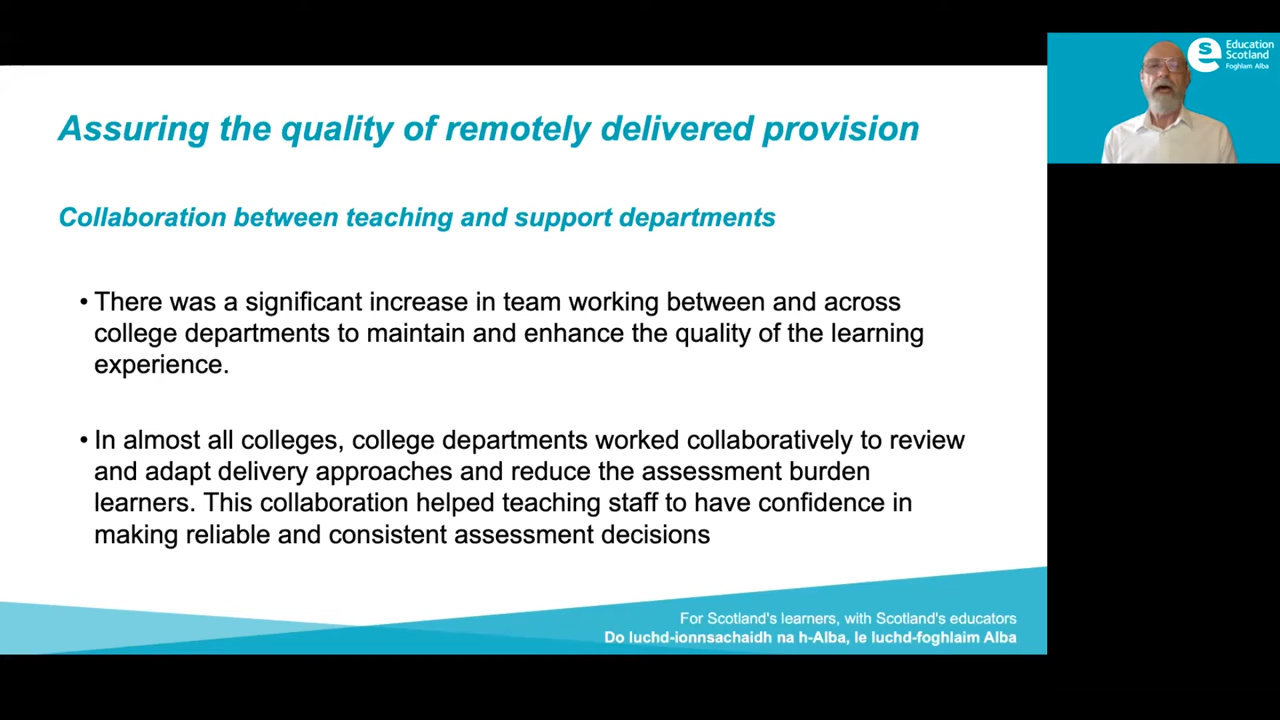 Assuring the quality of remotely delivered provision
Collaboration between teaching and support departments
• There was a significant increase in team working between and across
college departments to maintain and enhance the quality of the learning
experience.
• In almost all colleges, college departments worked collaboratively to review
and adapt delivery approaches and reduce the assessment burden
learners. This collaboration helped teaching staff to have confidence in
making reliable and consistent assessment decisions
For Scotland's learners, with Scotland's educators
Do luchd-ionnsachaidh na h-Alba, le luchd-foghlaim Alba
Education
Scotland
Foghlam Alba